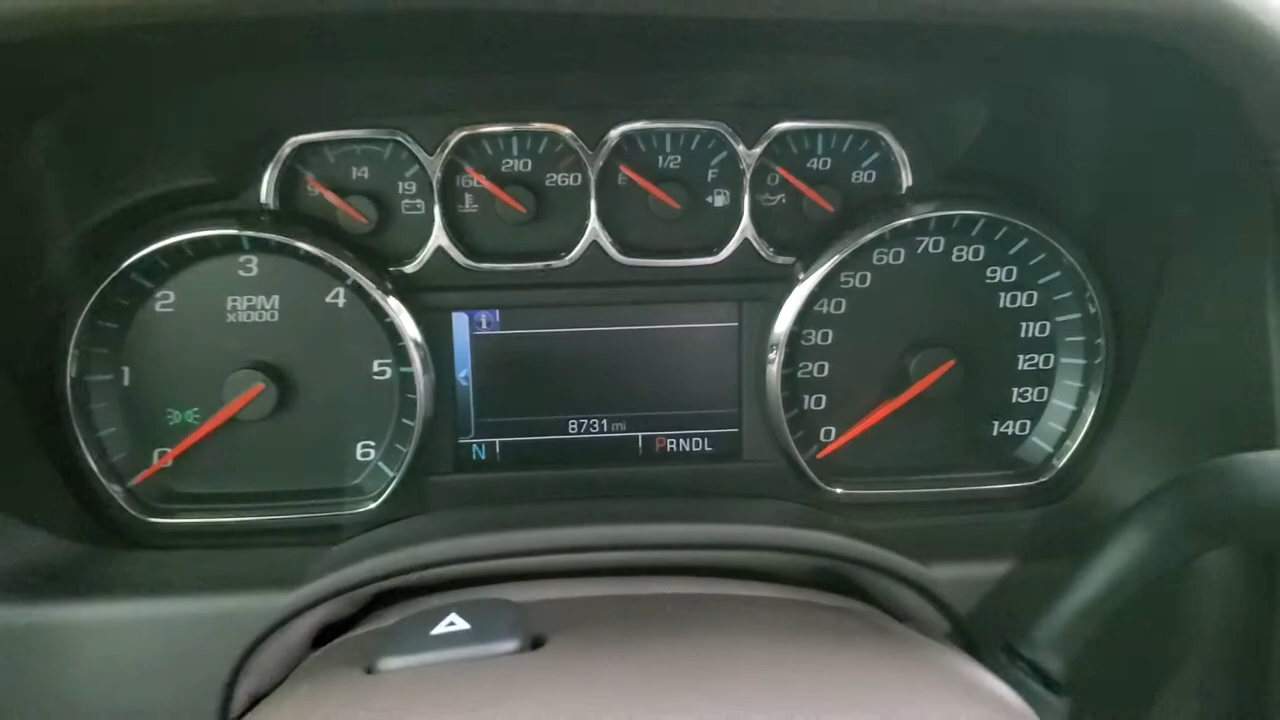 9 14 19
160 210 260
E 1/2 F
0 40 80
0 1 2 3 4 5 6
RPM
x1000
i
8731 mi
N PRNDL
0 10 20 30 40 50 60 70 80 90 100 110 120 130 140